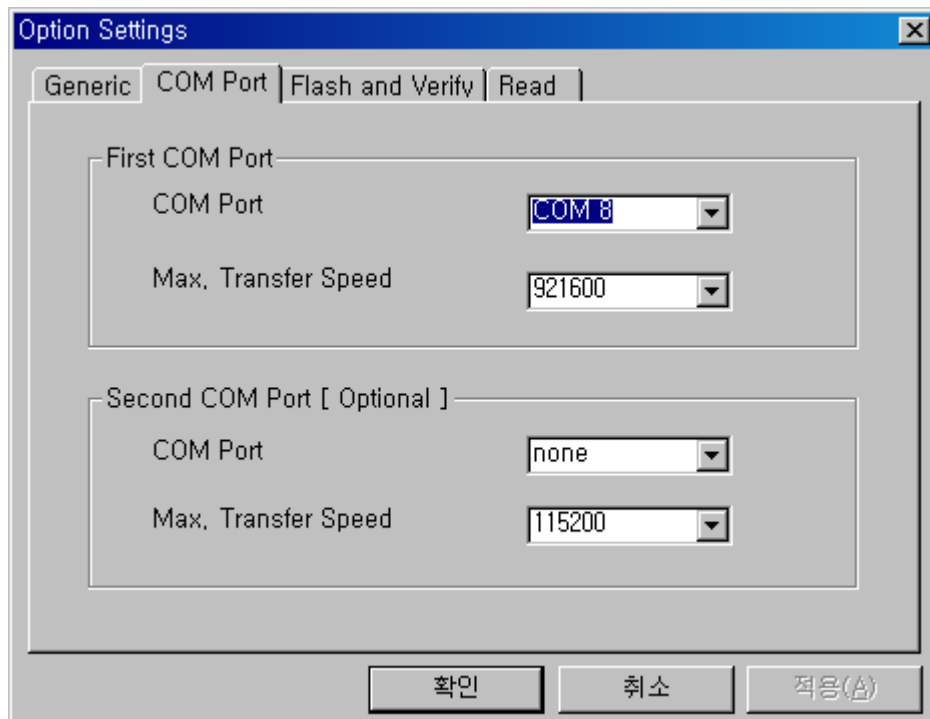 Option Settings
Generic COM Port Flash and Verify Read
First COM Port
COM Port COM 8
Max, Transfer Speed 921600
Second COM Port [ Optional ]
COM Port none
Max, Transfer Speed 115200
확인 취소 적용(A)